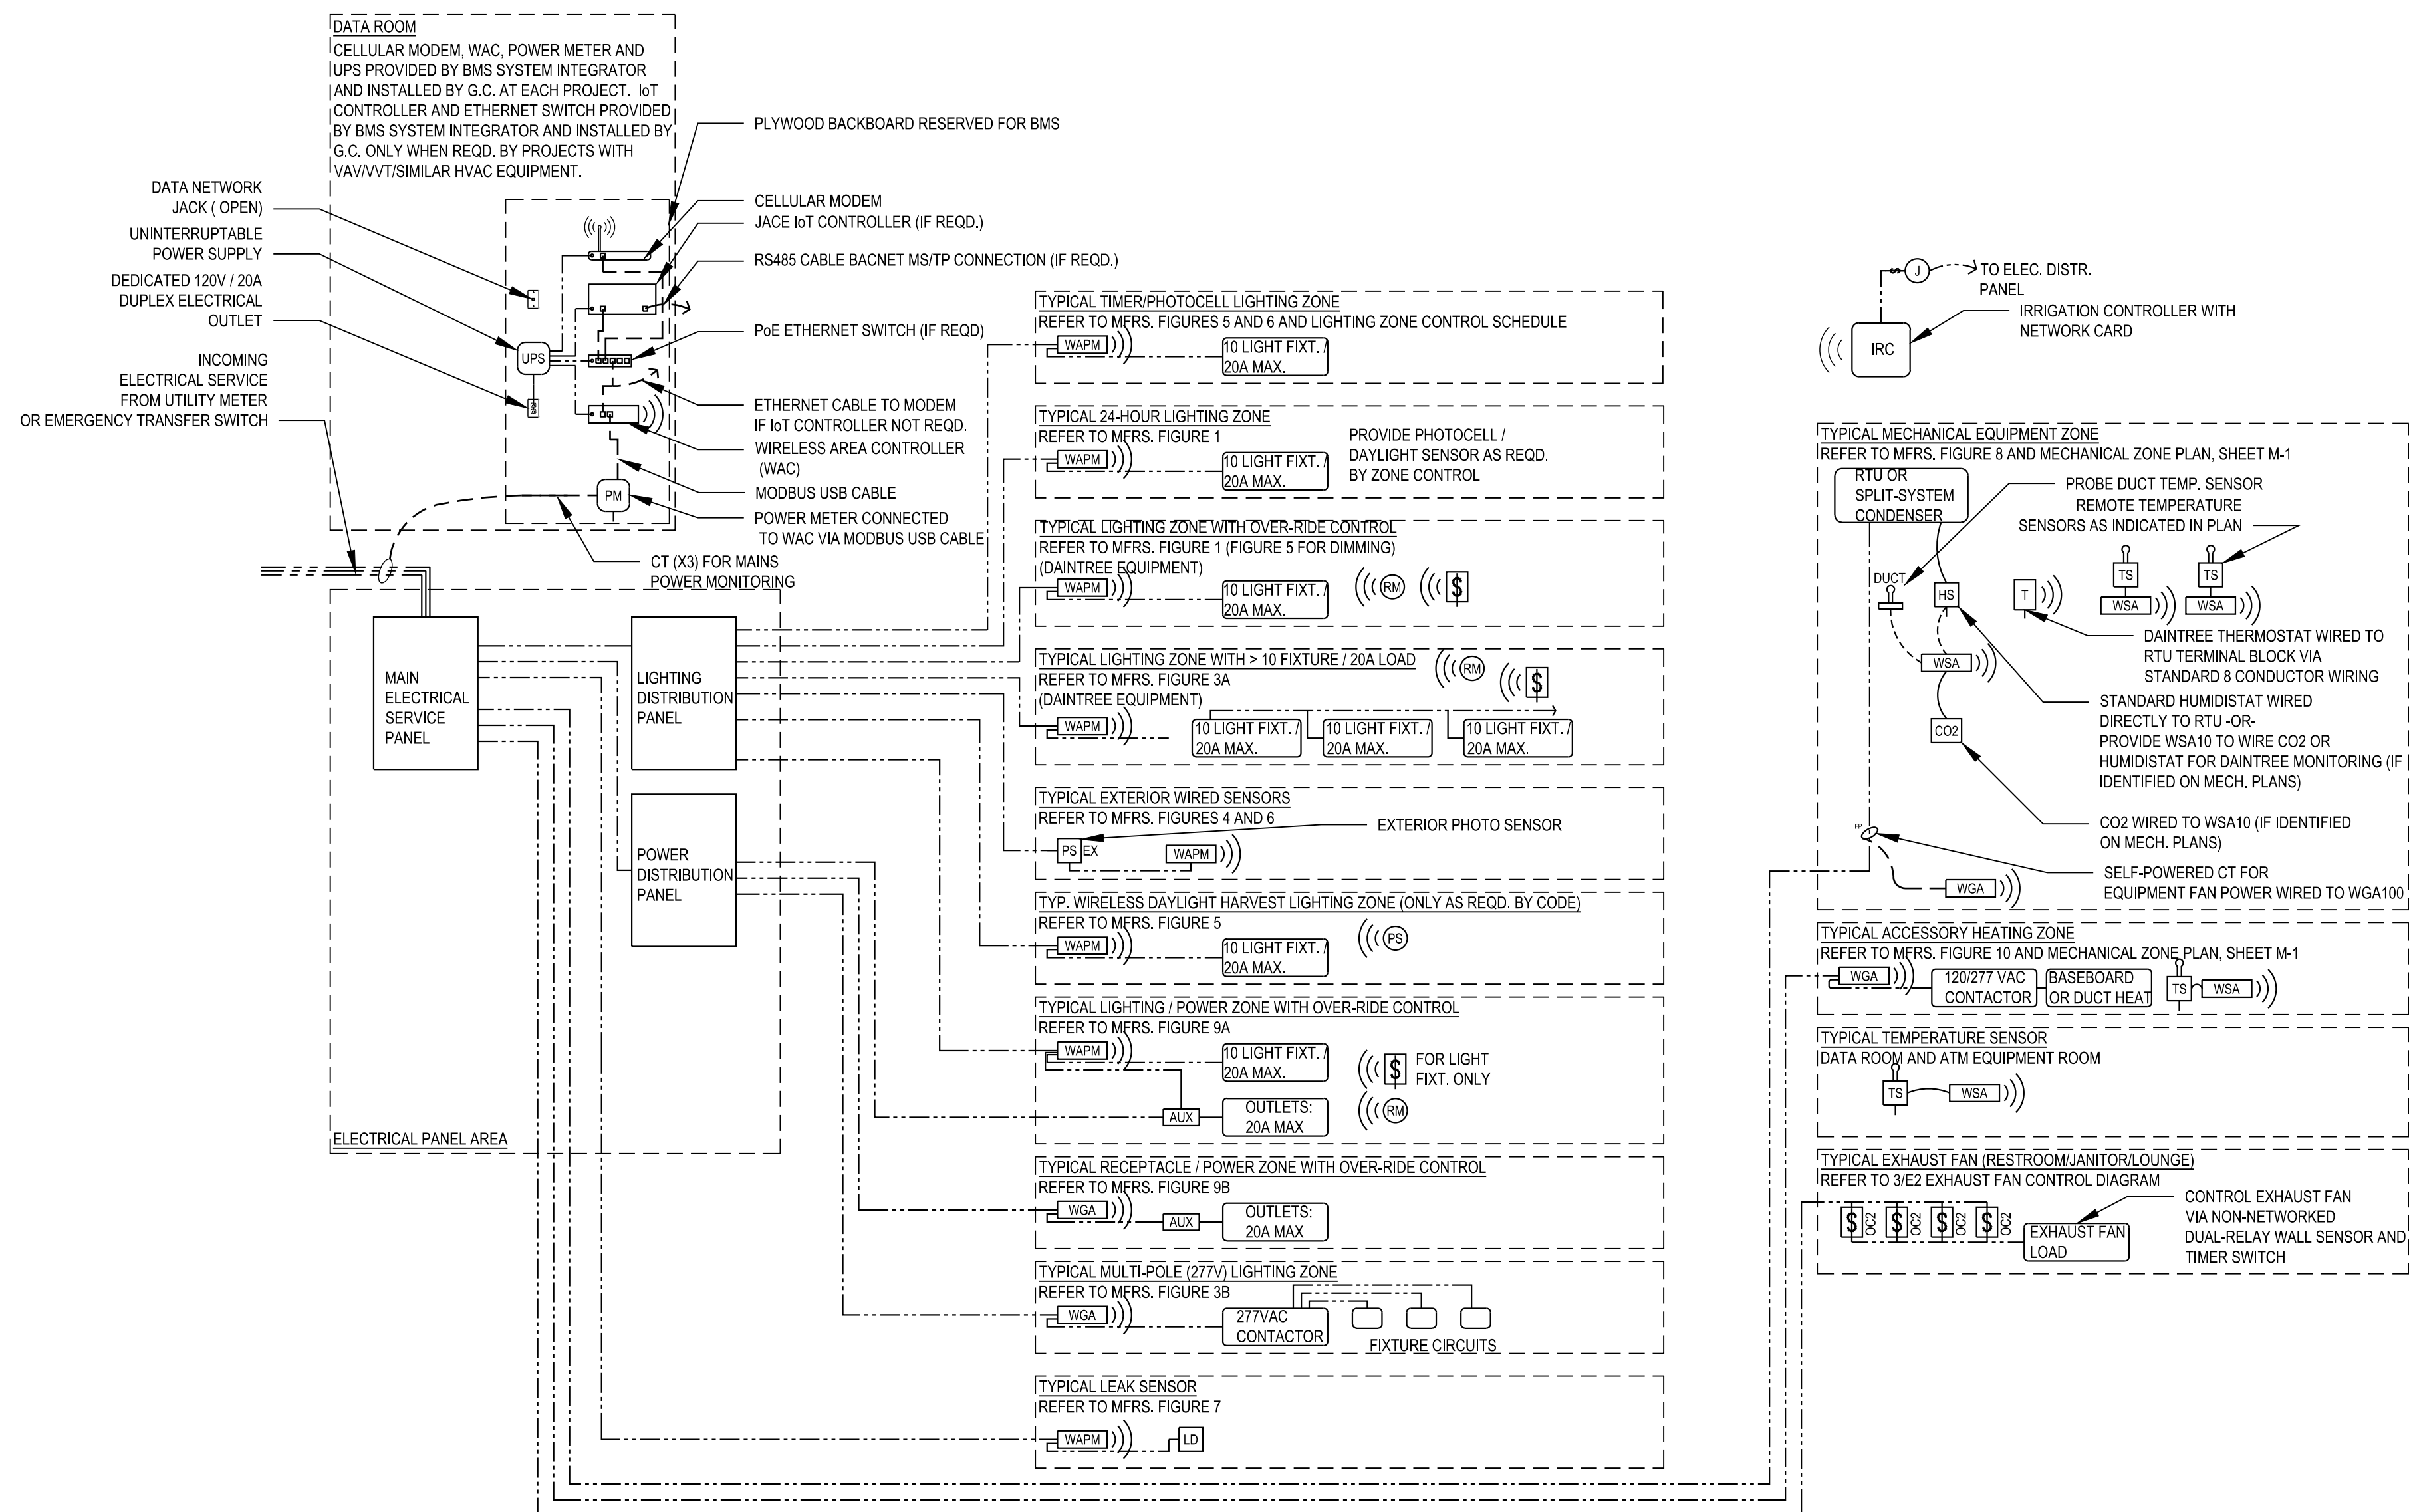 DATA ROOM
CELLULAR MODEM, WAC, POWER METER AND
UPS PROVIDED BY BMS SYSTEM INTEGRATOR
AND INSTALLED BY G.C. AT EACH PROJECT. IoT
CONTROLLER AND ETHERNET SWITCH PROVIDED
BY BMS SYSTEM INTEGRATOR AND INSTALLED BY
G.C. ONLY WHEN REQD. BY PROJECTS WITH
VAV/VVT/SIMILAR HVAC EQUIPMENT.
DATA NETWORK
JACK ( OPEN)
UNINTERRUPTABLE
POWER SUPPLY
DEDICATED 120V / 20A
DUPLEX ELECTRICAL
OUTLET
INCOMING
ELECTRICAL SERVICE
FROM UTILITY METER
OR EMERGENCY TRANSFER SWITCH
UPS
PM
PLYWOOD BACKBOARD RESERVED FOR BMS
CELLULAR MODEM
JACE IoT CONTROLLER (IF REQD.)
RS485 CABLE BACNET MS/TP CONNECTION (IF REQD.)
PoE ETHERNET SWITCH (IF REQD)
ETHERNET CABLE TO MODEM
IF IoT CONTROLLER NOT REQD.
WIRELESS AREA CONTROLLER
(WAC)
MODBUS USB CABLE
POWER METER CONNECTED
TO WAC VIA MODBUS USB CABLE
CT (X3) FOR MAINS
POWER MONITORING
MAIN
ELECTRICAL
SERVICE
PANEL
LIGHTING
DISTRIBUTION
PANEL
POWER
DISTRIBUTION
PANEL
ELECTRICAL PANEL AREA
TYPICAL TIMER/PHOTOCELL LIGHTING ZONE
REFER TO MFRS. FIGURES 5 AND 6 AND LIGHTING ZONE CONTROL SCHEDULE
WAPM
10 LIGHT FIXT. /
20A MAX.
TYPICAL 24-HOUR LIGHTING ZONE
REFER TO MFRS. FIGURE 1
WAPM
10 LIGHT FIXT. /
20A MAX.
PROVIDE PHOTOCELL /
DAYLIGHT SENSOR AS REQD.
BY ZONE CONTROL
TYPICAL LIGHTING ZONE WITH OVER-RIDE CONTROL
REFER TO MFRS. FIGURE 1 (FIGURE 5 FOR DIMMING)
(DAINTREE EQUIPMENT)
WAPM
10 LIGHT FIXT. /
20A MAX.
RM
$
TYPICAL LIGHTING ZONE WITH > 10 FIXTURE / 20A LOAD
REFER TO MFRS. FIGURE 3A
(DAINTREE EQUIPMENT)
RM
$
WAPM
10 LIGHT FIXT. /
20A MAX.
10 LIGHT FIXT. /
20A MAX.
10 LIGHT FIXT. /
20A MAX.
TYPICAL EXTERIOR WIRED SENSORS
REFER TO MFRS. FIGURES 4 AND 6
EXTERIOR PHOTO SENSOR
PS EX
WAPM
TYP. WIRELESS DAYLIGHT HARVEST LIGHTING ZONE (ONLY AS REQD. BY CODE)
REFER TO MFRS. FIGURE 5
WAPM
10 LIGHT FIXT. /
20A MAX.
PS
TYPICAL LIGHTING / POWER ZONE WITH OVER-RIDE CONTROL
REFER TO MFRS. FIGURE 9A
WAPM
10 LIGHT FIXT. /
20A MAX.
$
FOR LIGHT
FIXT. ONLY
AUX
OUTLETS:
20A MAX
RM
TYPICAL RECEPTACLE / POWER ZONE WITH OVER-RIDE CONTROL
REFER TO MFRS. FIGURE 9B
WGA
AUX
OUTLETS:
20A MAX
TYPICAL MULTI-POLE (277V) LIGHTING ZONE
REFER TO MFRS. FIGURE 3B
WGA
277VAC
CONTACTOR
FIXTURE CIRCUITS
TYPICAL LEAK SENSOR
REFER TO MFRS. FIGURE 7
WAPM
LD
J
TO ELEC. DISTR.
PANEL
IRC
IRRIGATION CONTROLLER WITH
NETWORK CARD
TYPICAL MECHANICAL EQUIPMENT ZONE
REFER TO MFRS. FIGURE 8 AND MECHANICAL ZONE PLAN, SHEET M-1
RTU OR
SPLIT-SYSTEM
CONDENSER
PROBE DUCT TEMP. SENSOR
REMOTE TEMPERATURE
SENSORS AS INDICATED IN PLAN
DUCT
HS
T
TS
WSA
TS
WSA
WSA
CO2
DAINTREE THERMOSTAT WIRED TO
RTU TERMINAL BLOCK VIA
STANDARD 8 CONDUCTOR WIRING
STANDARD HUMIDISTAT WIRED
DIRECTLY TO RTU -OR-
PROVIDE WSA10 TO WIRE CO2 OR
HUMIDISTAT FOR DAINTREE MONITORING (IF
IDENTIFIED ON MECH. PLANS)
CO2 WIRED TO WSA10 (IF IDENTIFIED
ON MECH. PLANS)
FP
SELF-POWERED CT FOR
EQUIPMENT FAN POWER WIRED TO WGA100
WGA
TYPICAL ACCESSORY HEATING ZONE
REFER TO MFRS. FIGURE 10 AND MECHANICAL ZONE PLAN, SHEET M-1
WGA
120/277 VAC
CONTACTOR
BASEBOARD
OR DUCT HEAT
TS
WSA
TYPICAL TEMPERATURE SENSOR
DATA ROOM AND ATM EQUIPMENT ROOM
TS
WSA
TYPICAL EXHAUST FAN (RESTROOM/JANITOR/LOUNGE)
REFER TO 3/E2 EXHAUST FAN CONTROL DIAGRAM
$ OC2
$ OC2
$ OC2
$ OC2
EXHAUST FAN
LOAD
CONTROL EXHAUST FAN
VIA NON-NETWORKED
DUAL-RELAY WALL SENSOR AND
TIMER SWITCH